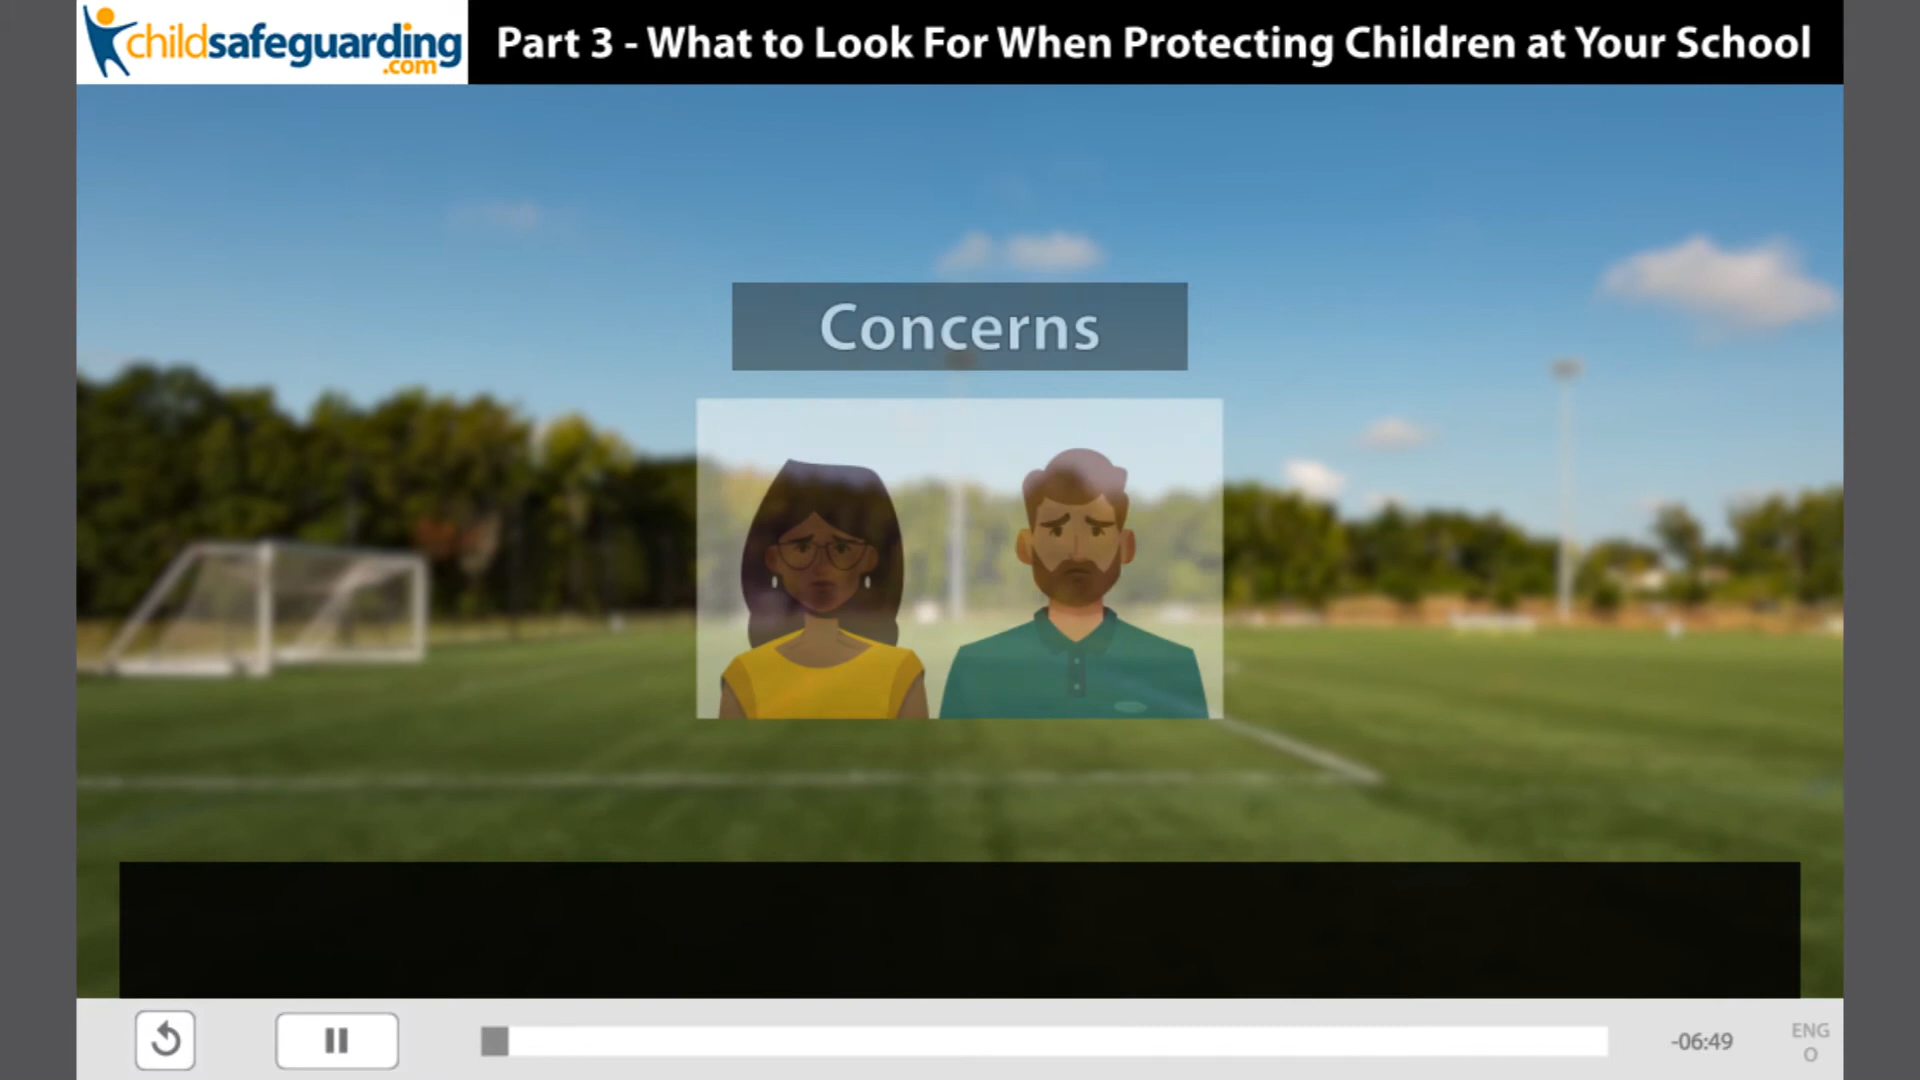 childsafeguarding
.com
Part 3 - What to Look For When Protecting Children at Your School
Concerns
-06:49
ENG
O